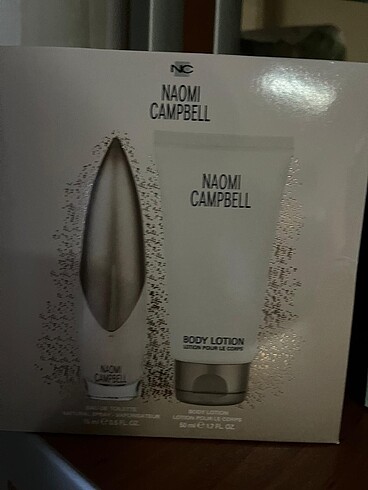 NC
NAOMI
CAMPBELL
NAOMI
CAMPBELL
BODY LOTION
LOTION POUR LE CORPS
NAOMI
CAMPBELL
EAU DE TOILETTE
NATURAL SPRAY / VAPORISATEUR
15 ml ℮ 0.5 FL. OZ.
BODY LOTION
LOTION POUR LE CORPS
50 ml ℮ 1.7 FL. OZ.